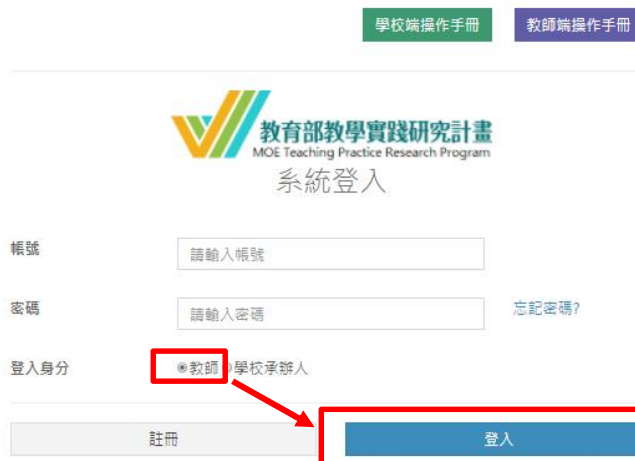 學校端操作手冊 教師端操作手冊
教育部教學實踐研究計畫
MOE Teaching Practice Research Program
系統登入
帳號 請輸入帳號
密碼 請輸入密碼 忘記密碼?
登入身分 教師 學校承辦人
註冊 登入